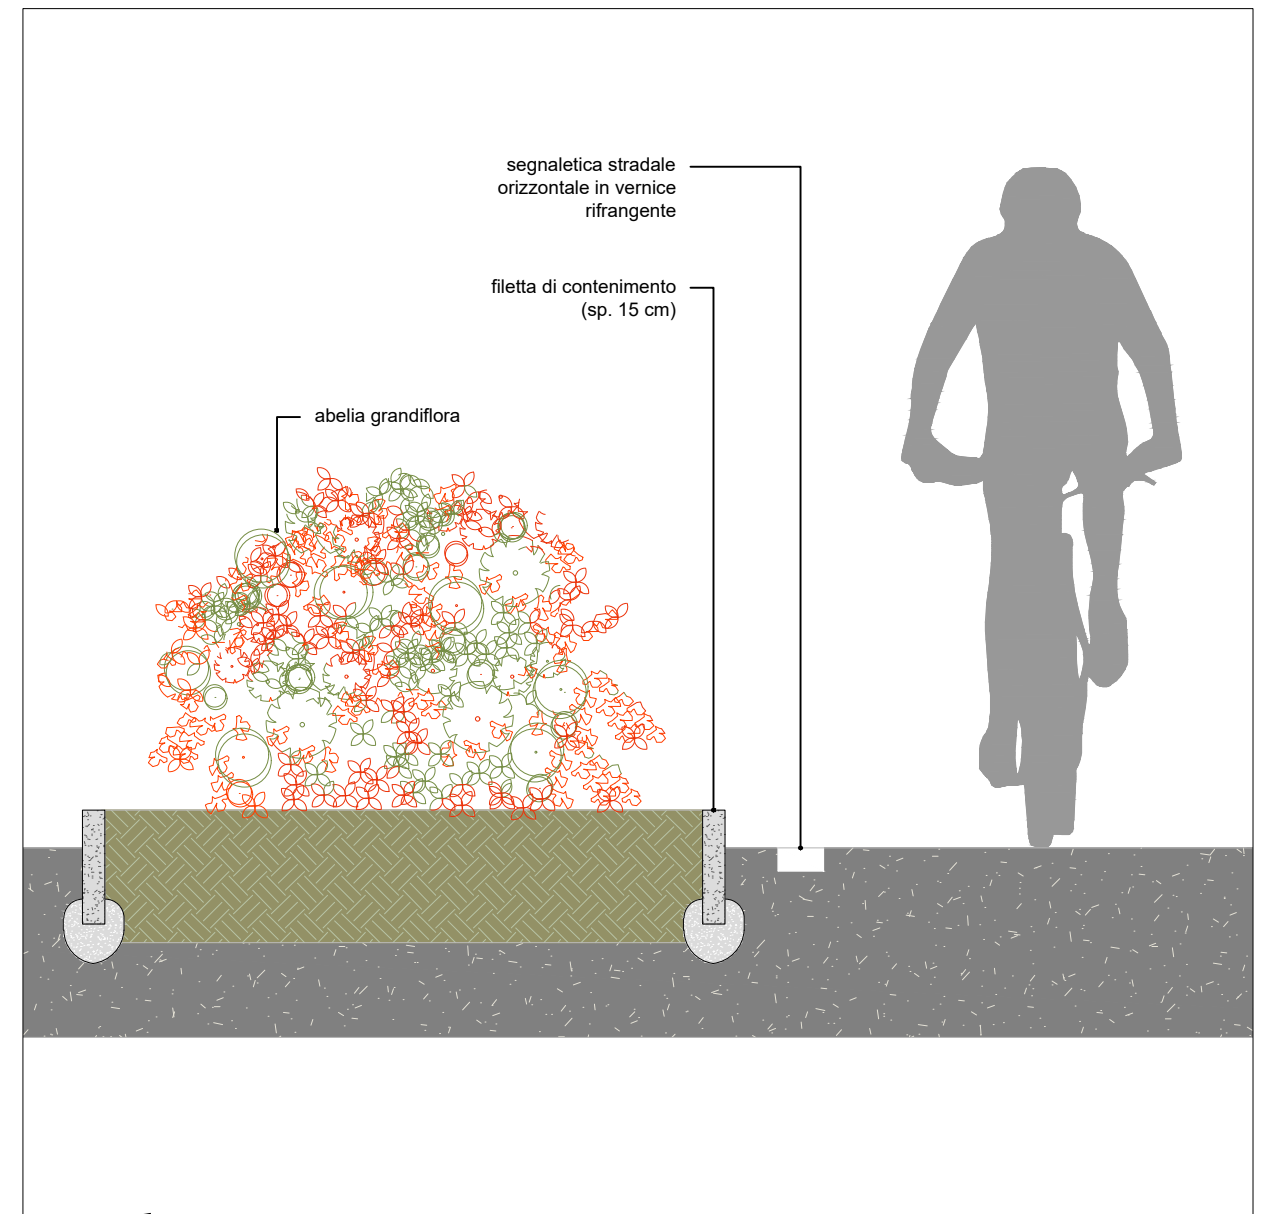 segnaletica stradale
orizzontale in vernice
rifrangente
filetta di contenimento
(sp. 15 cm)
abelia grandiflora